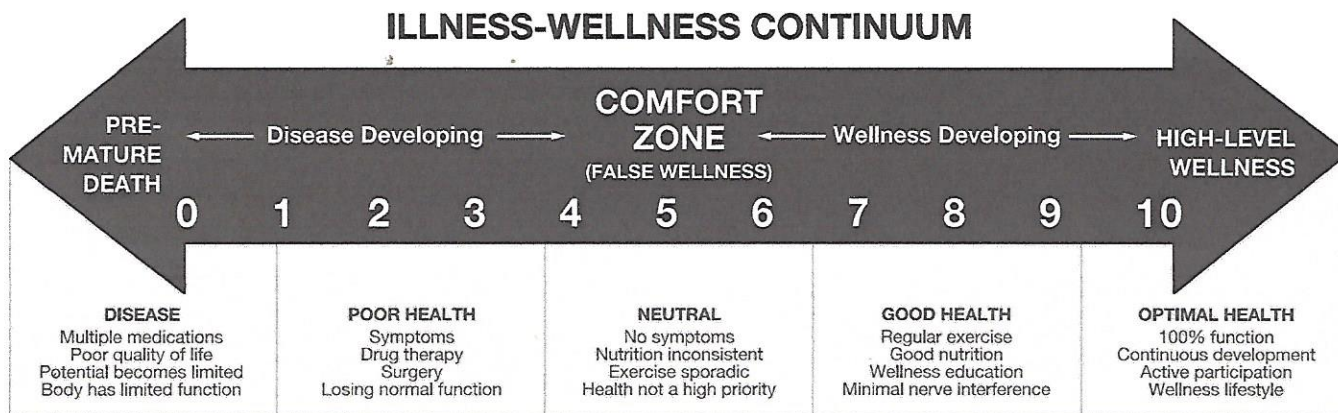 ILLNESS-WELLNESS CONTINUUM
PRE-
MATURE
DEATH
Disease Developing
COMFORT
ZONE
(FALSE WELLNESS)
Wellness Developing
HIGH-LEVEL
WELLNESS
0 1 2 3 4 5 6 7 8 9 10
DISEASE
Multiple medications
Poor quality of life
Potential becomes limited
Body has limited function
POOR HEALTH
Symptoms
Drug therapy
Surgery
Losing normal function
NEUTRAL
No symptoms
Nutrition inconsistent
Exercise sporadic
Health not a high priority
GOOD HEALTH
Regular exercise
Good nutrition
Wellness education
Minimal nerve interference
OPTIMAL HEALTH
100% function
Continuous development
Active participation
Wellness lifestyle